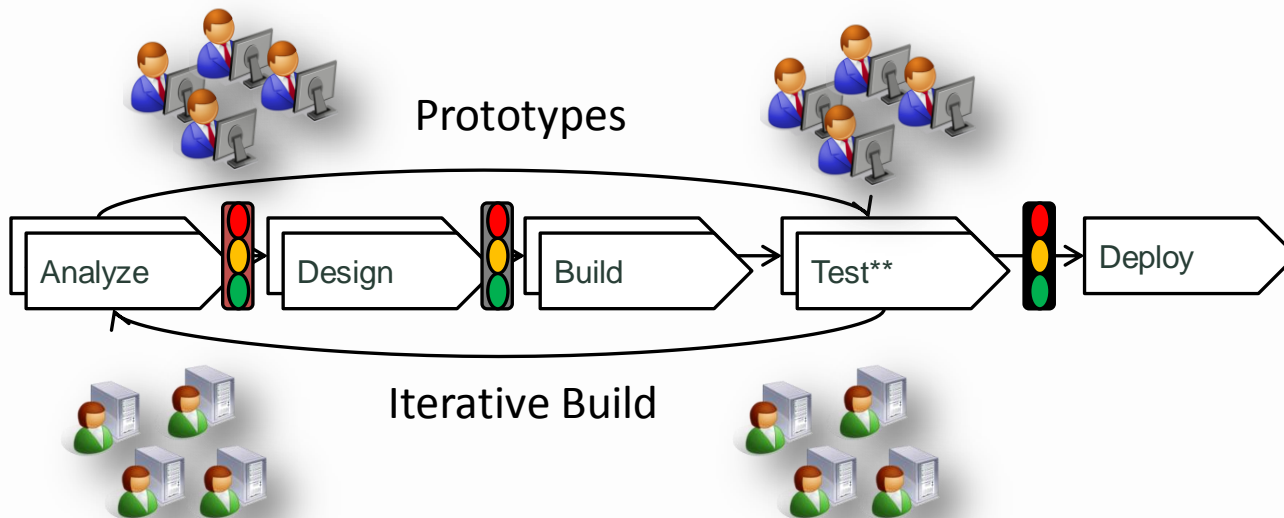 Prototypes
Analyze
Design
Build
Test**
Deploy
Iterative Build